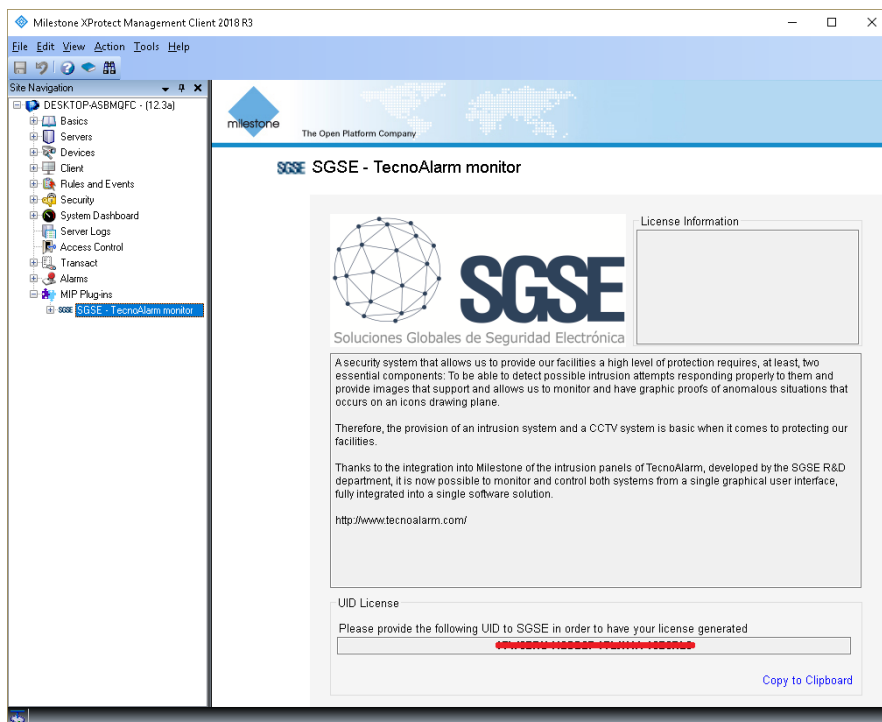 Milestone XProtect Management Client 2018 R3
File Edit View Action Tools Help
Site Navigation
DESKTOP-ASBMQFC - (12.3a)
Basics
Servers
Devices
Client
Rules and Events
Security
System Dashboard
Server Logs
Access Control
Transact
Alarms
MIP Plug-ins
SGSE SGSE - TecnoAlarm monitor
milestone
The Open Platform Company
SGSE SGSE - TecnoAlarm monitor
SGSE
Soluciones Globales de Seguridad Electrónica
License Information
A security system that allows us to provide our facilities a high level of protection requires, at least, two
essential components: To be able to detect possible intrusion attempts responding properly to them and
provide images that support and allows us to monitor and have graphic proofs of anomalous situations that
occurs on an icons drawing plane.
Therefore, the provision of an intrusion system and a CCTV system is basic when it comes to protecting our
facilities.
Thanks to the integration into Milestone of the intrusion panels of TecnoAlarm, developed by the SGSE R&D
department, it is now possible to monitor and control both systems from a single graphical user interface,
fully integrated into a single software solution.
http://www.tecnoalarm.com/
UID License
Please provide the following UID to SGSE in order to have your license generated
Copy to Clipboard